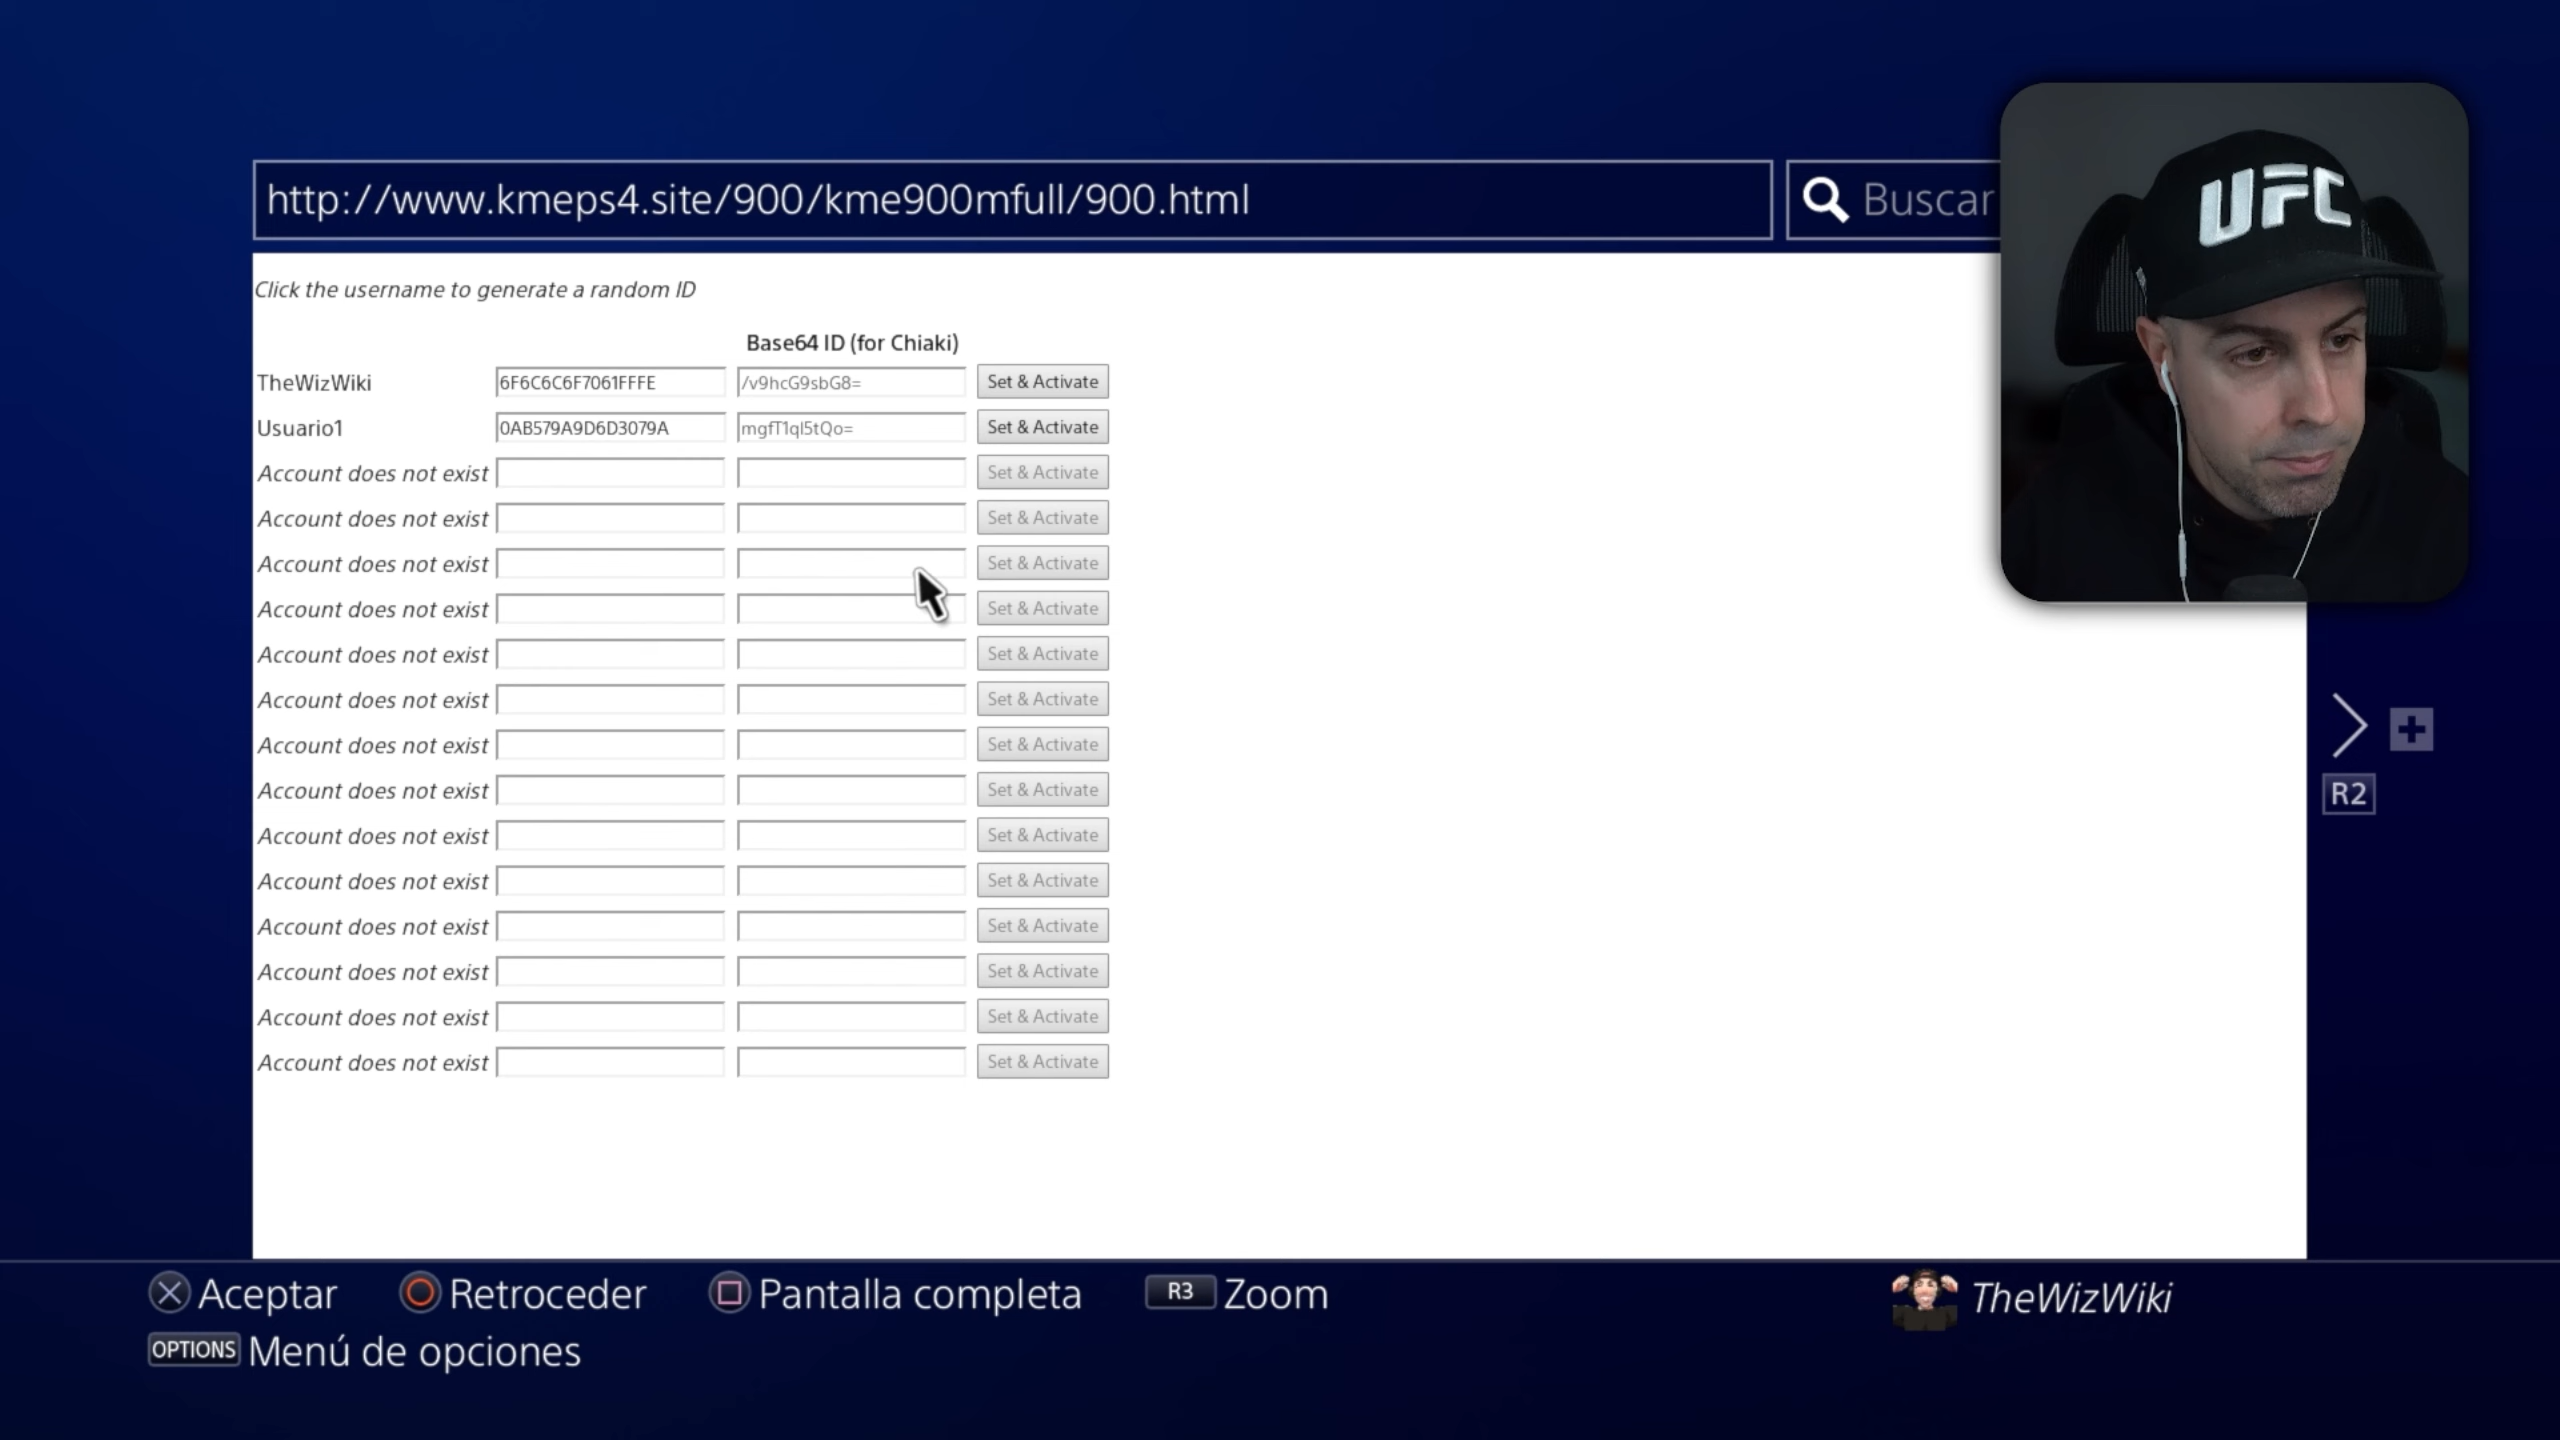 http://www.kmeps4.site/900/kme900mfull/900.html
Buscar
UFC
Click the username to generate a random ID
Base64 ID (for Chiaki)
TheWizWiki 6F6C6C6F7061FFFE /v9hcG9sbG8= Set & Activate
Usuario1 0AB579A9D6D3079A mgfT1ql5tQo= Set & Activate
Account does not exist Set & Activate
Account does not exist Set & Activate
Account does not exist Set & Activate
Account does not exist Set & Activate
Account does not exist Set & Activate
Account does not exist Set & Activate
Account does not exist Set & Activate
Account does not exist Set & Activate
Account does not exist Set & Activate
Account does not exist Set & Activate
Account does not exist Set & Activate
Account does not exist Set & Activate
Account does not exist Set & Activate
Account does not exist Set & Activate
R2
Aceptar Retroceder Pantalla completa R3 Zoom TheWizWiki
OPTIONS Menú de opciones